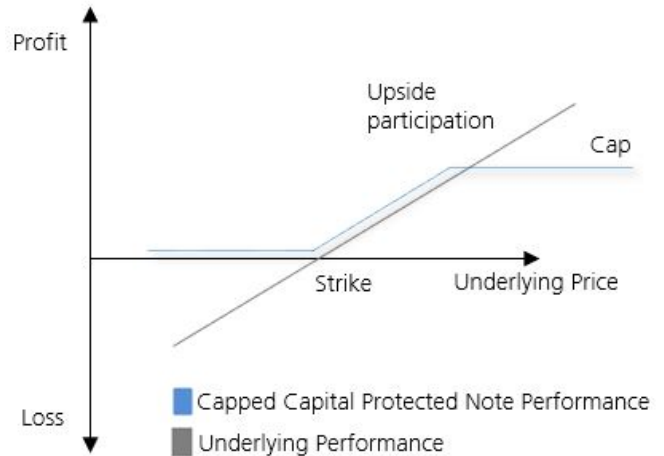 Profit
Upside
participation
Cap
Strike
Underlying Price
Capped Capital Protected Note Performance
Loss
Underlying Performance